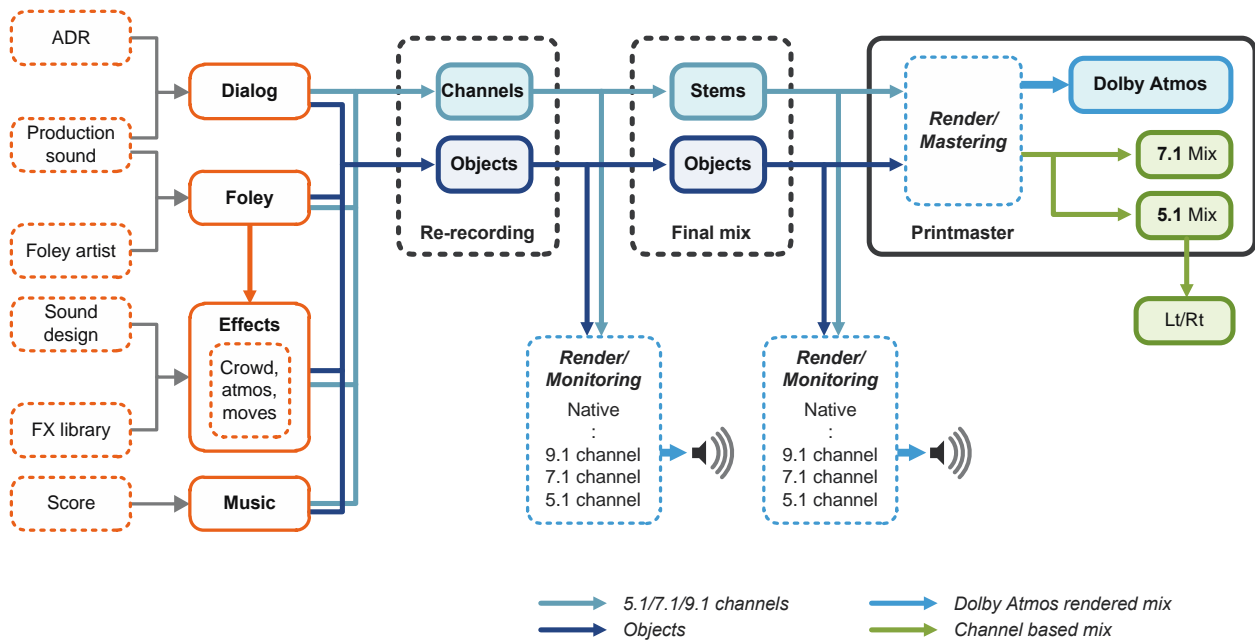 ADR
Production
sound
Foley artist
Sound
design
FX library
Score
Dialog
Foley
Effects
Crowd,
atmos,
moves
Music
Channels
Objects
Re-recording
Stems
Objects
Final mix
Render/
Mastering
Printmaster
Dolby Atmos
7.1 Mix
5.1 Mix
Lt/Rt
Render/
Monitoring
Native
:
9.1 channel
7.1 channel
5.1 channel
Render/
Monitoring
Native
:
9.1 channel
7.1 channel
5.1 channel
5.1/7.1/9.1 channels
Objects
Dolby Atmos rendered mix
Channel based mix